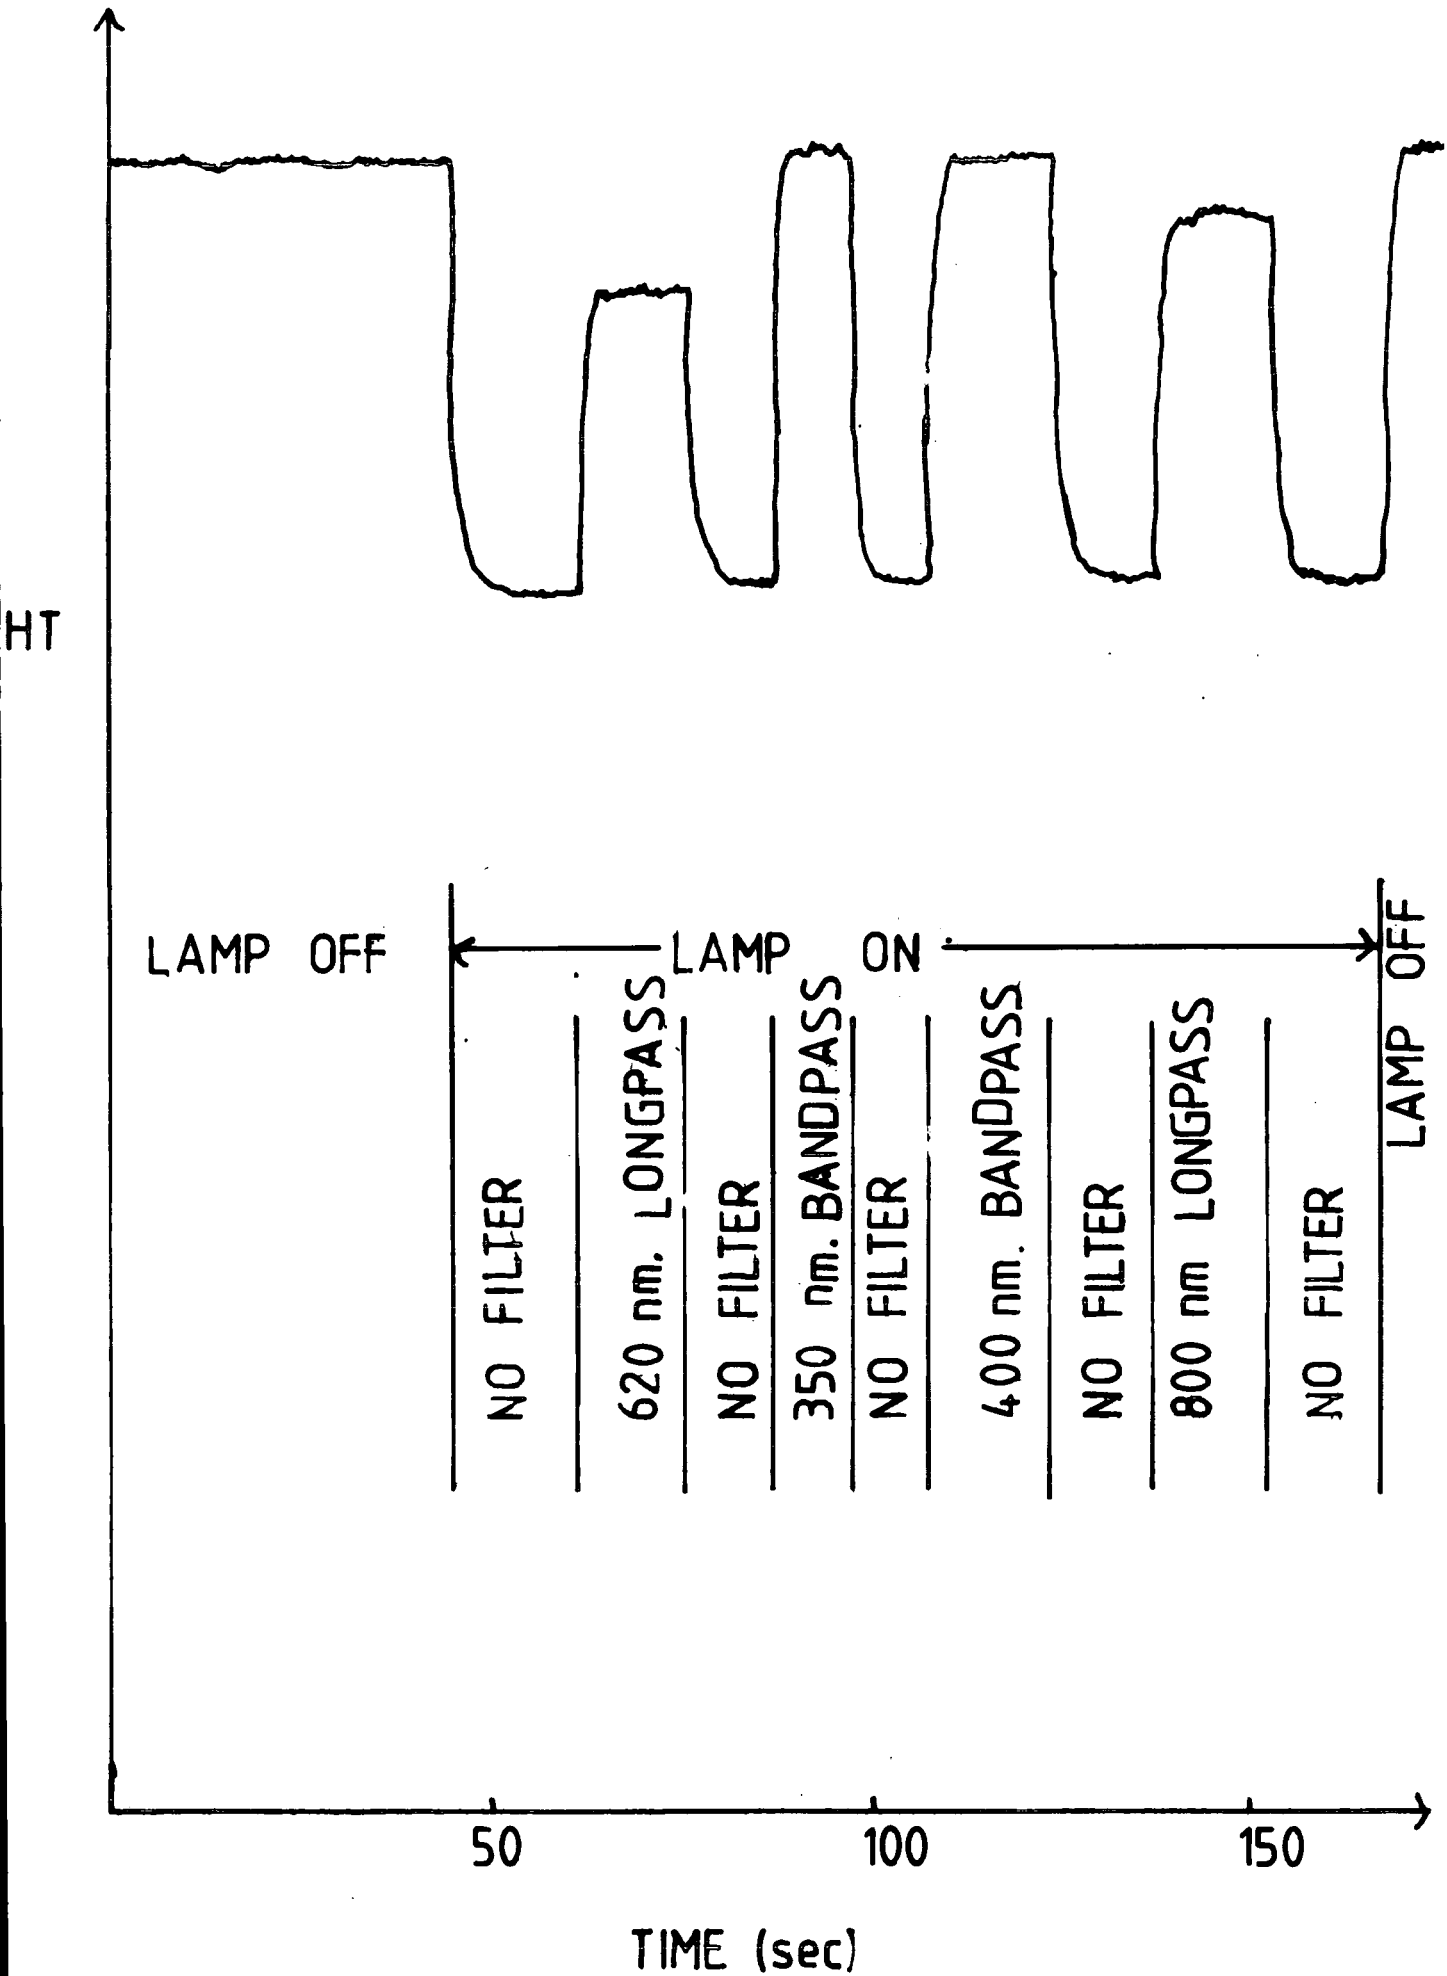 HT
LAMP OFF
LAMP ON
LAMP OFF
NO FILTER
620 nm. LONGPASS
NO FILTER
350 nm. BANDPASS
NO FILTER
400 nm. BANDPASS
NO FILTER
800 nm LONGPASS
NO FILTER
50
100
150
TIME (sec)